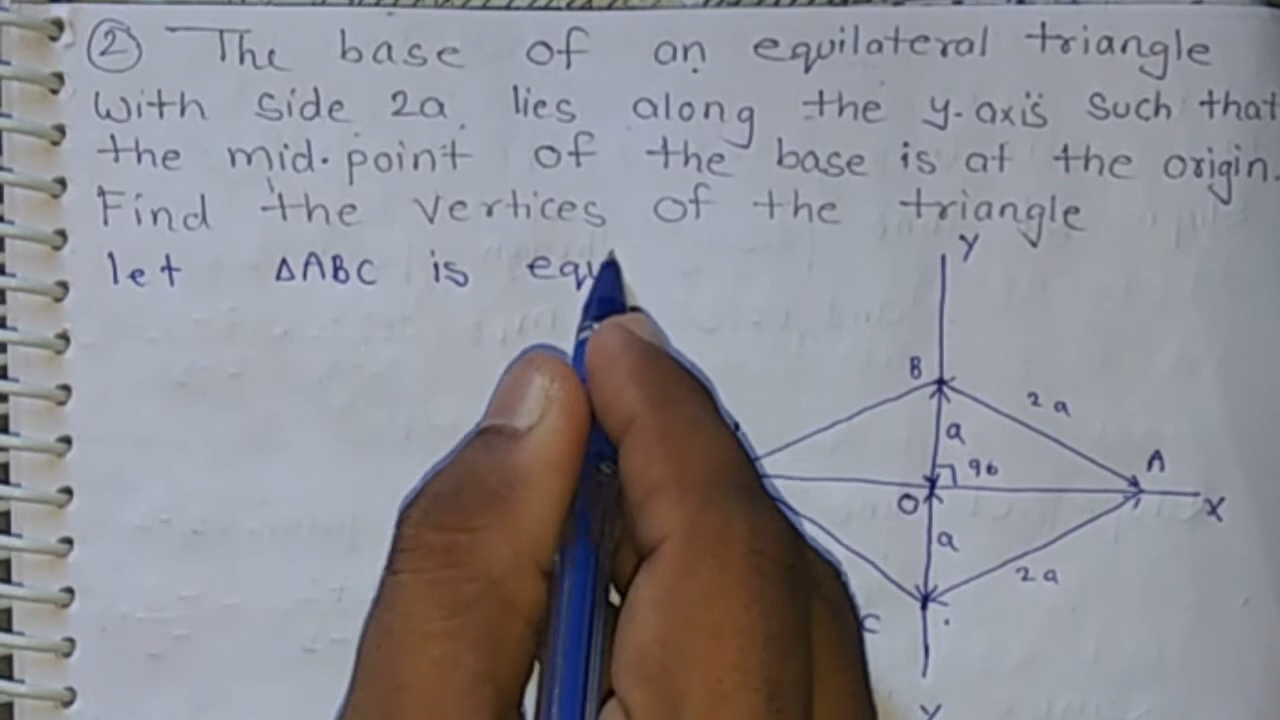 ② The base of an equilateral triangle
with side 2a lies along the y-axis such that
the mid-point of the base is at the origin.
Find the vertices of the triangle
let ΔABC is equ
Y
B
2a
a
90
A
O
X
a
2a
C
Y